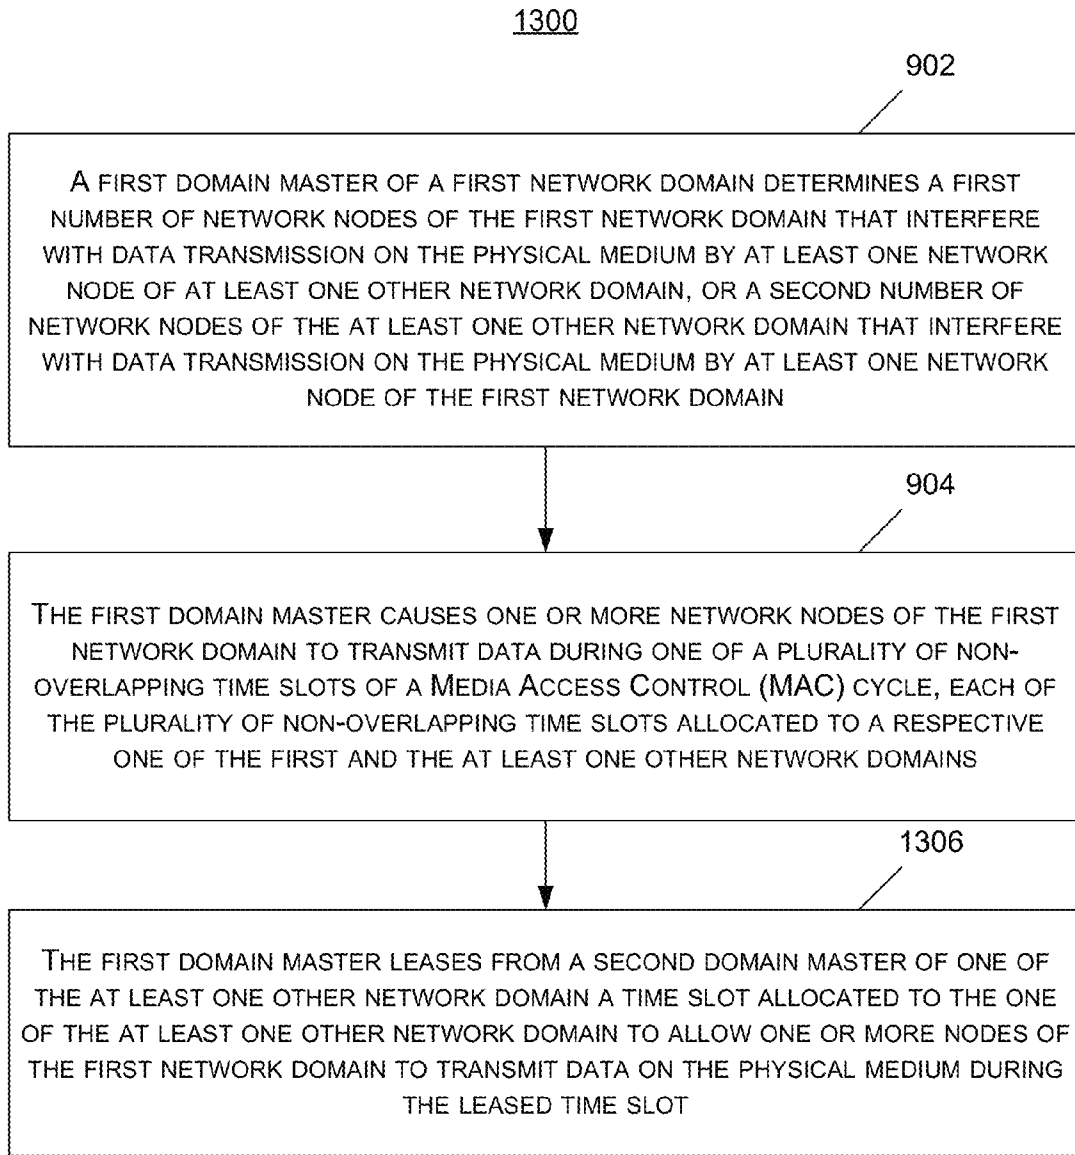 1300
902
A FIRST DOMAIN MASTER OF A FIRST NETWORK DOMAIN DETERMINES A FIRST
NUMBER OF NETWORK NODES OF THE FIRST NETWORK DOMAIN THAT INTERFERE
WITH DATA TRANSMISSION ON THE PHYSICAL MEDIUM BY AT LEAST ONE NETWORK
NODE OF AT LEAST ONE OTHER NETWORK DOMAIN, OR A SECOND NUMBER OF
NETWORK NODES OF THE AT LEAST ONE OTHER NETWORK DOMAIN THAT INTERFERE
WITH DATA TRANSMISSION ON THE PHYSICAL MEDIUM BY AT LEAST ONE NETWORK
NODE OF THE FIRST NETWORK DOMAIN
904
THE FIRST DOMAIN MASTER CAUSES ONE OR MORE NETWORK NODES OF THE FIRST
NETWORK DOMAIN TO TRANSMIT DATA DURING ONE OF A PLURALITY OF NON-
OVERLAPPING TIME SLOTS OF A MEDIA ACCESS CONTROL (MAC) CYCLE, EACH OF
THE PLURALITY OF NON-OVERLAPPING TIME SLOTS ALLOCATED TO A RESPECTIVE
ONE OF THE FIRST AND THE AT LEAST ONE OTHER NETWORK DOMAINS
1306
THE FIRST DOMAIN MASTER LEASES FROM A SECOND DOMAIN MASTER OF ONE OF
THE AT LEAST ONE OTHER NETWORK DOMAIN A TIME SLOT ALLOCATED TO THE ONE
OF THE AT LEAST ONE OTHER NETWORK DOMAIN TO ALLOW ONE OR MORE NODES OF
THE FIRST NETWORK DOMAIN TO TRANSMIT DATA ON THE PHYSICAL MEDIUM DURING
THE LEASED TIME SLOT